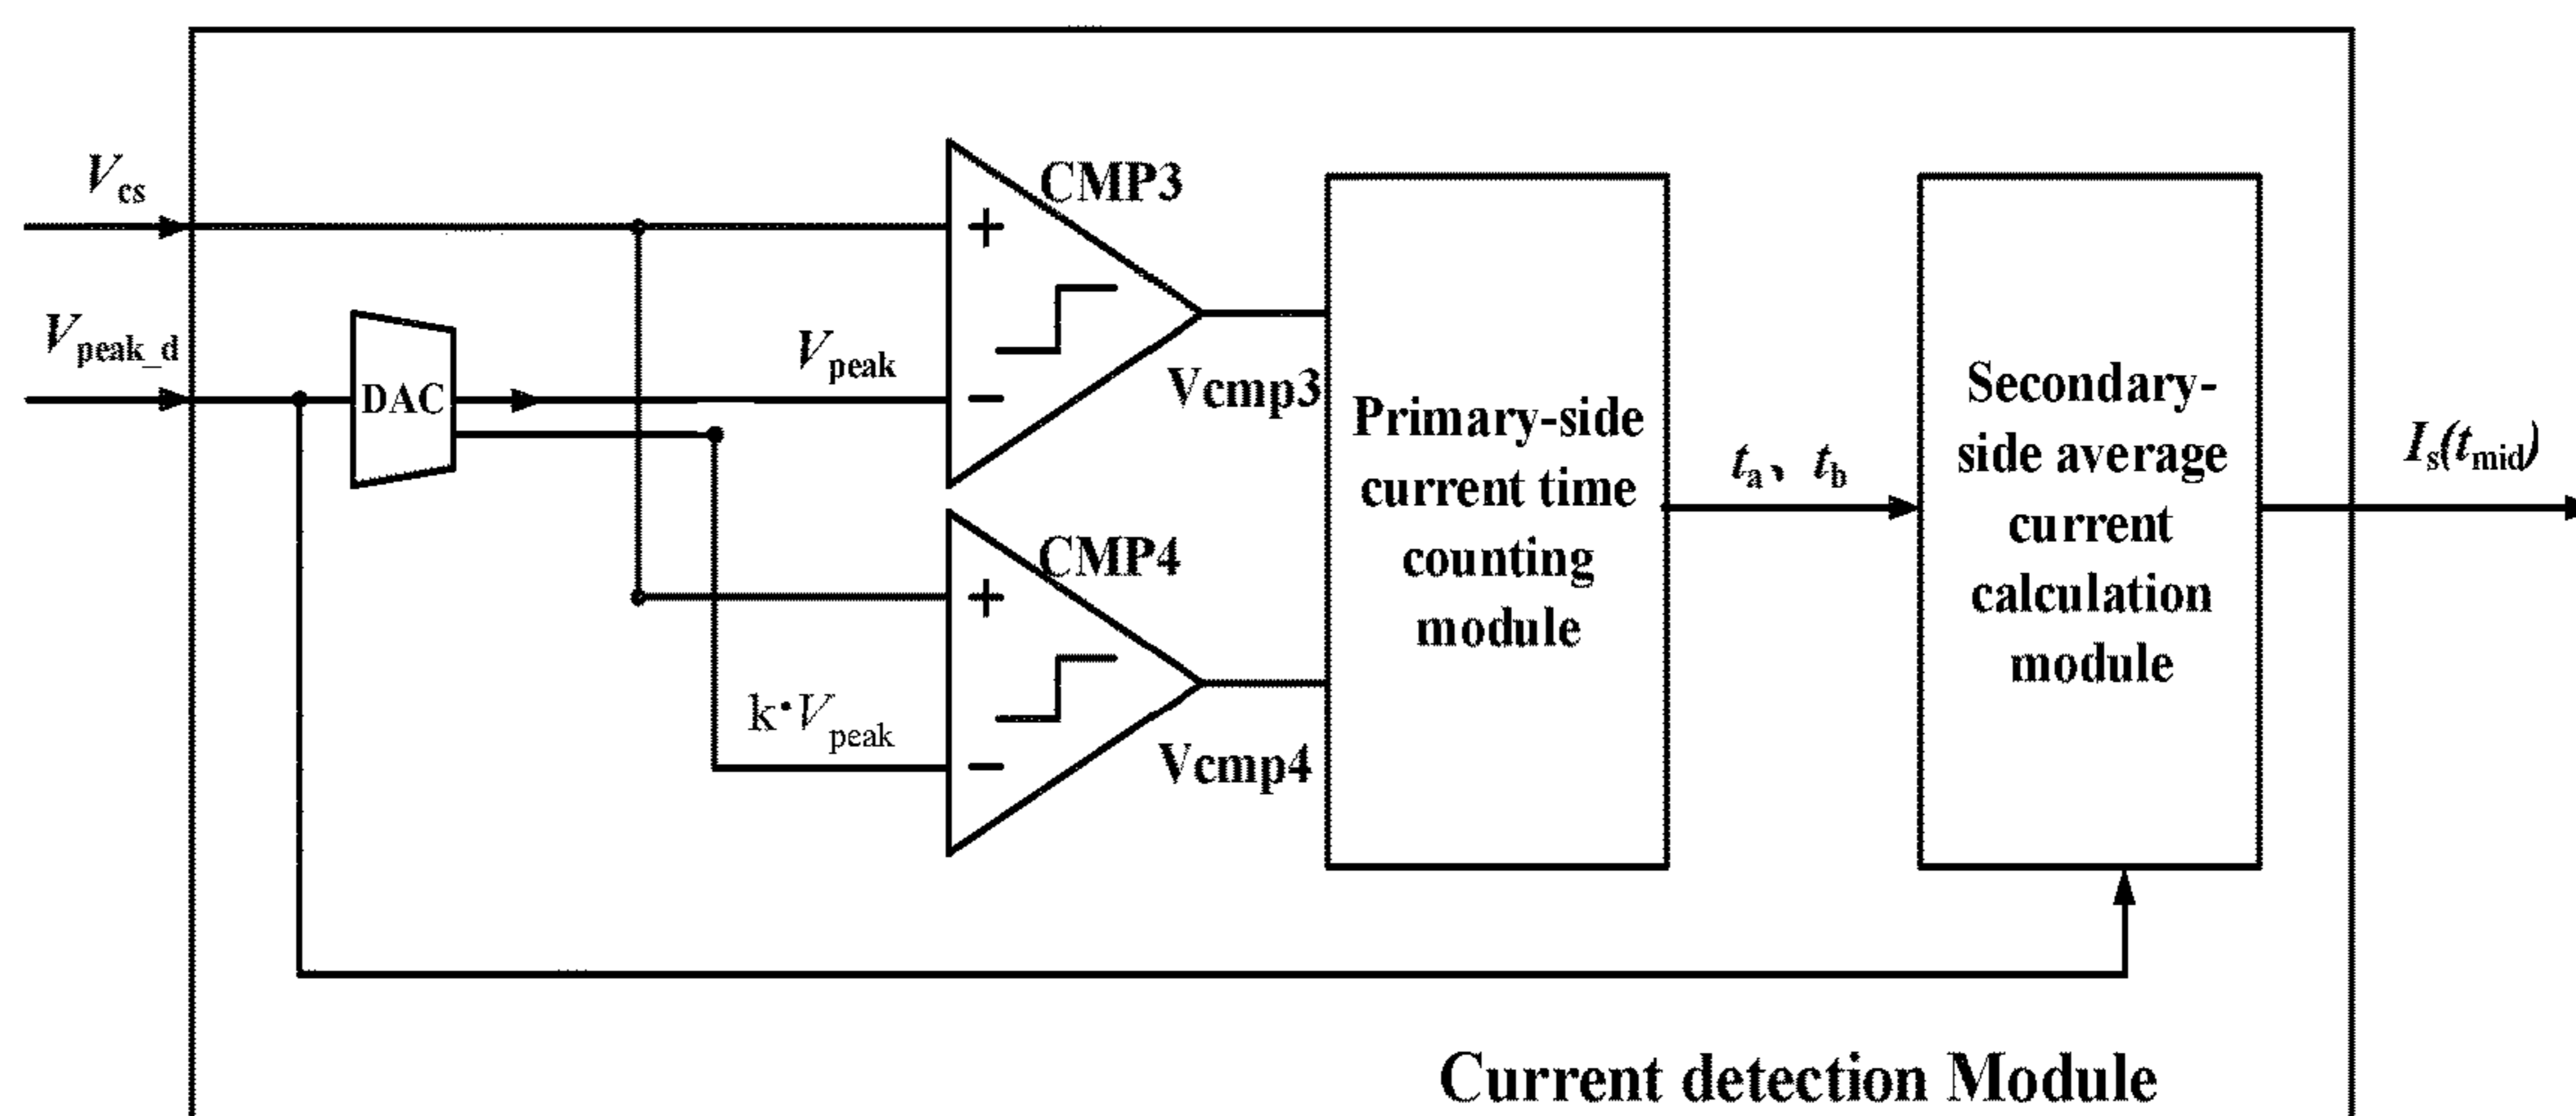 V_cs
V_peak_d
DAC
V_peak
k·V_peak
CMP3
+
−
Vcmp3
CMP4
+
−
Vcmp4
Primary-side
current time
counting
module
t_a、t_b
Secondary-
side average
current
calculation
module
I_s(t_mid)
Current detection Module